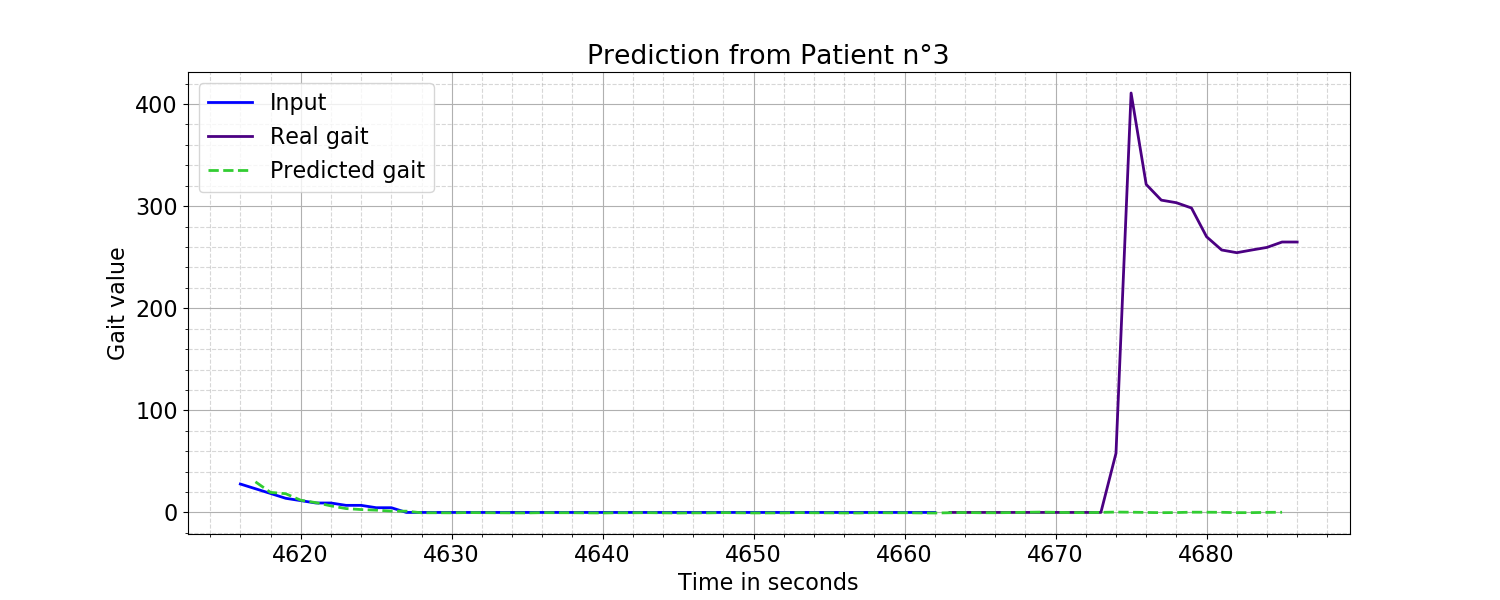 Prediction from Patient n°3
Input
Real gait
Predicted gait
Gait value
400
300
200
100
0
4620 4630 4640 4650 4660 4670 4680
Time in seconds